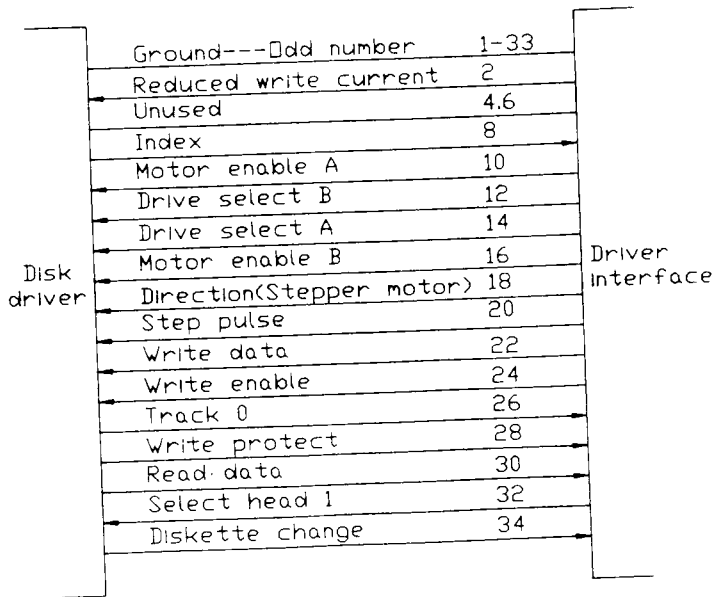 Ground---Odd number 1-33
Reduced write current 2
Unused 4.6
Index 8
Motor enable A 10
Drive select B 12
Drive select A 14
Motor enable B 16
Disk driver
Driver interface
Direction(Stepper motor) 18
Step pulse 20
Write data 22
Write enable 24
Track 0 26
Write protect 28
Read data 30
Select head 1 32
Diskette change 34